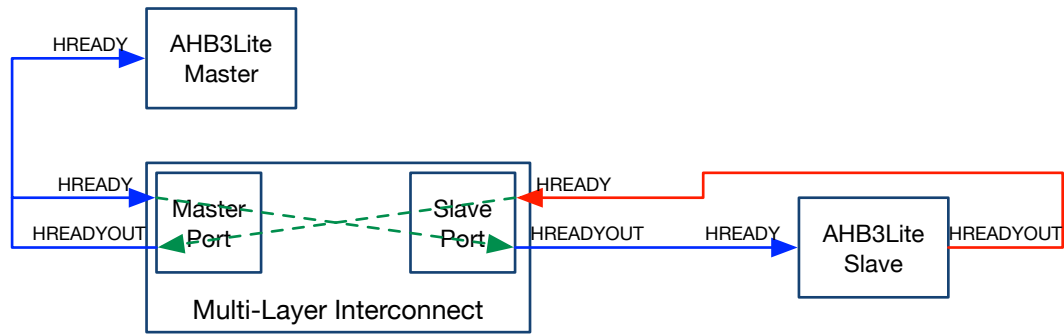 HREADY
AHB3Lite
Master
HREADY
HREADY
Master
Port
Slave
Port
HREADYOUT
HREADYOUT
HREADY
AHB3Lite
Slave
HREADYOUT
Multi-Layer Interconnect